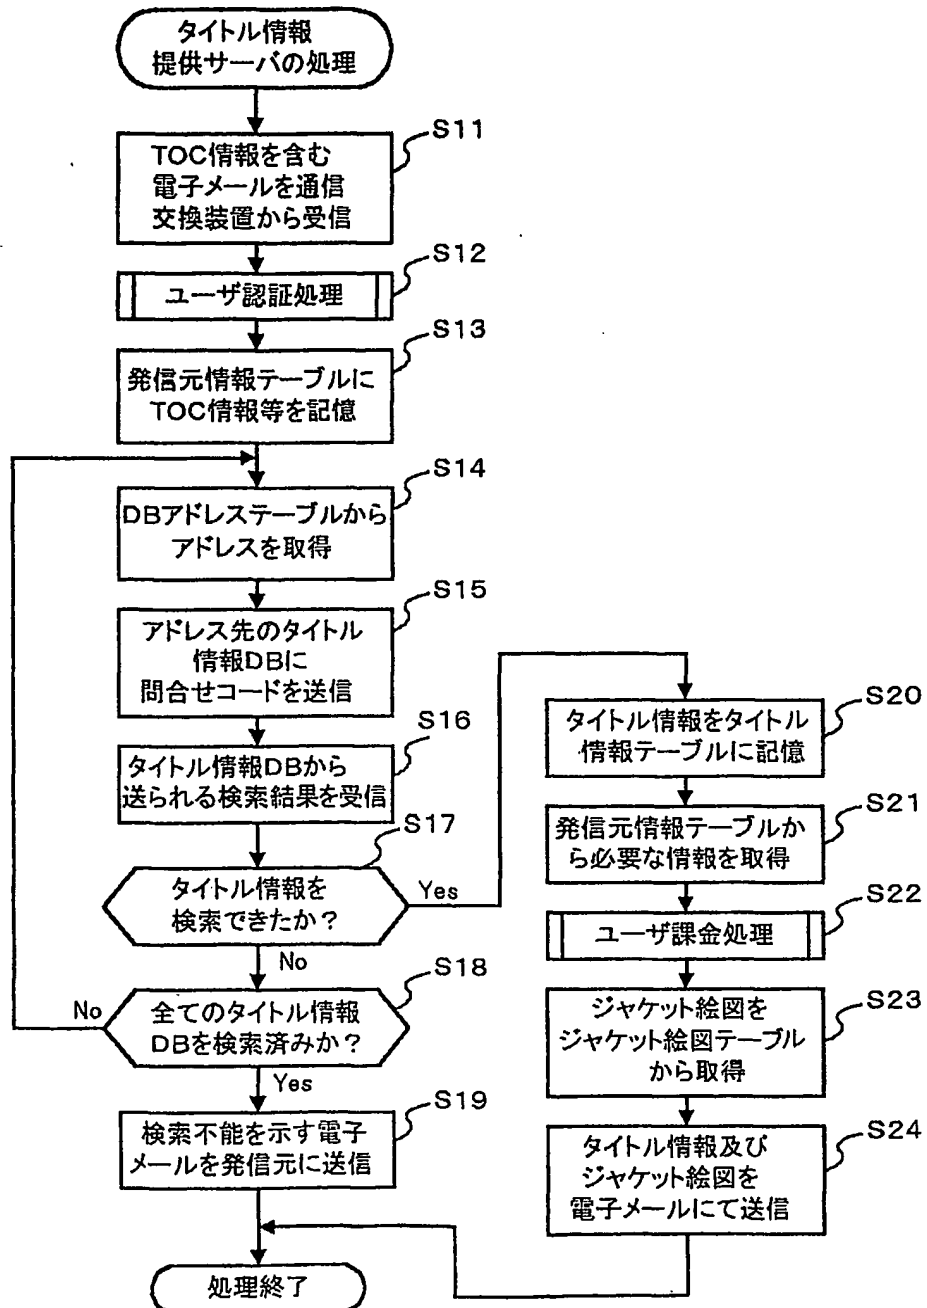 タイトル情報
提供サーバの処理
S11
TOC情報を含む
電子メールを通信
交換装置から受信
S12
ユーザ認証処理
S13
発信元情報テーブルに
TOC情報等を記憶
S14
DBアドレステーブルから
アドレスを取得
S15
アドレス先のタイトル
情報DBに
問合せコードを送信
S16
タイトル情報DBから
送られる検索結果を受信
S17
タイトル情報を
検索できたか？
Yes
No
S18
全てのタイトル情報
DBを検索済みか？
No
Yes
S19
検索不能を示す電子
メールを発信元に送信
S20
タイトル情報をタイトル
情報テーブルに記憶
S21
発信元情報テーブルか
ら必要な情報を取得
S22
ユーザ課金処理
S23
ジャケット絵図を
ジャケット絵図テーブル
から取得
S24
タイトル情報及び
ジャケット絵図を
電子メールにて送信
処理終了